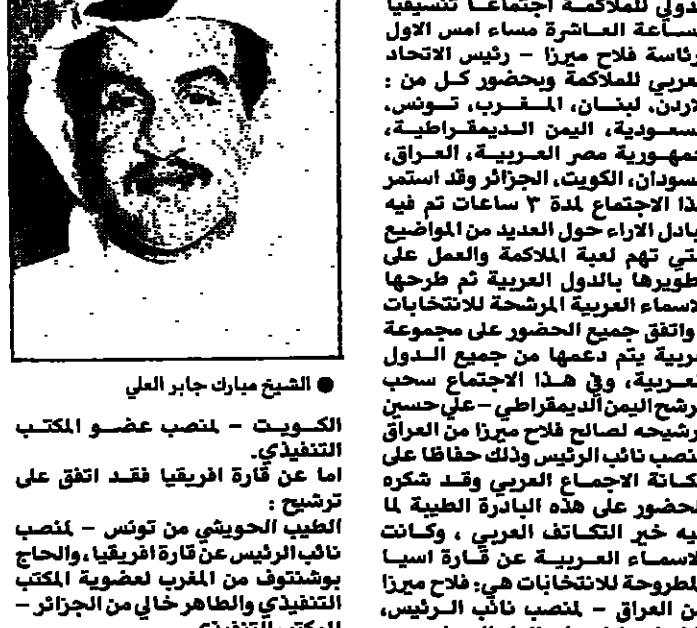 الدولي للملاكمة اجتماعا تنسيقيا
الساعة العاشرة مساء امس الاول
برئاسة فلاح ميرزا – رئيس الاتحاد
العربي للملاكمة وبحضور كل من :
الاردن، لبنان، المغرب، تونس،
السعودية، اليمن الديمقراطية،
جمهورية مصر العربية، العراق،
السودان، الكويت، الجزائر وقد استمر
هذا الاجتماع لمدة ٣ ساعات تم فيه
تبادل الاراء حول العديد من المواضيع
التي تهم لعبة الملاكمة والعمل على
تطويرها بالدول العربية ثم طرحها
الاسماء العربية المرشحة للانتخابات
واتفق جميع الحضور على مجموعة
عربية يتم دعمها من جميع الدول
العربية، وفي هذا الاجتماع سحب
مرشح اليمن الديمقراطي – علي حسين
ترشيحه لصالح فلاح ميرزا من العراق
لمنصب نائب الرئيس وذلك حفاظا على
مكانة الاجماع العربي وقد شكره
الحضور على هذه البادرة الطيبة لما
فيه خير التكاتف العربي ، وكانت
الاسماء العربية عن قارة اسيا
المطروحة للانتخابات هي: فلاح ميرزا
من العراق – لمنصب نائب الرئيس،
● الشيخ مبارك جابر العلي
الكويت – لمنصب عضو المكتب
التنفيذي.
اما عن قارة افريقيا فقد اتفق على
ترشيح :
الطيب الحويشي من تونس – لمنصب
نائب الرئيس عن قارة افريقيا، والحاج
بوشنتوف من المغرب لعضوية المكتب
التنفيذي والطاهر خالي من الجزائر –